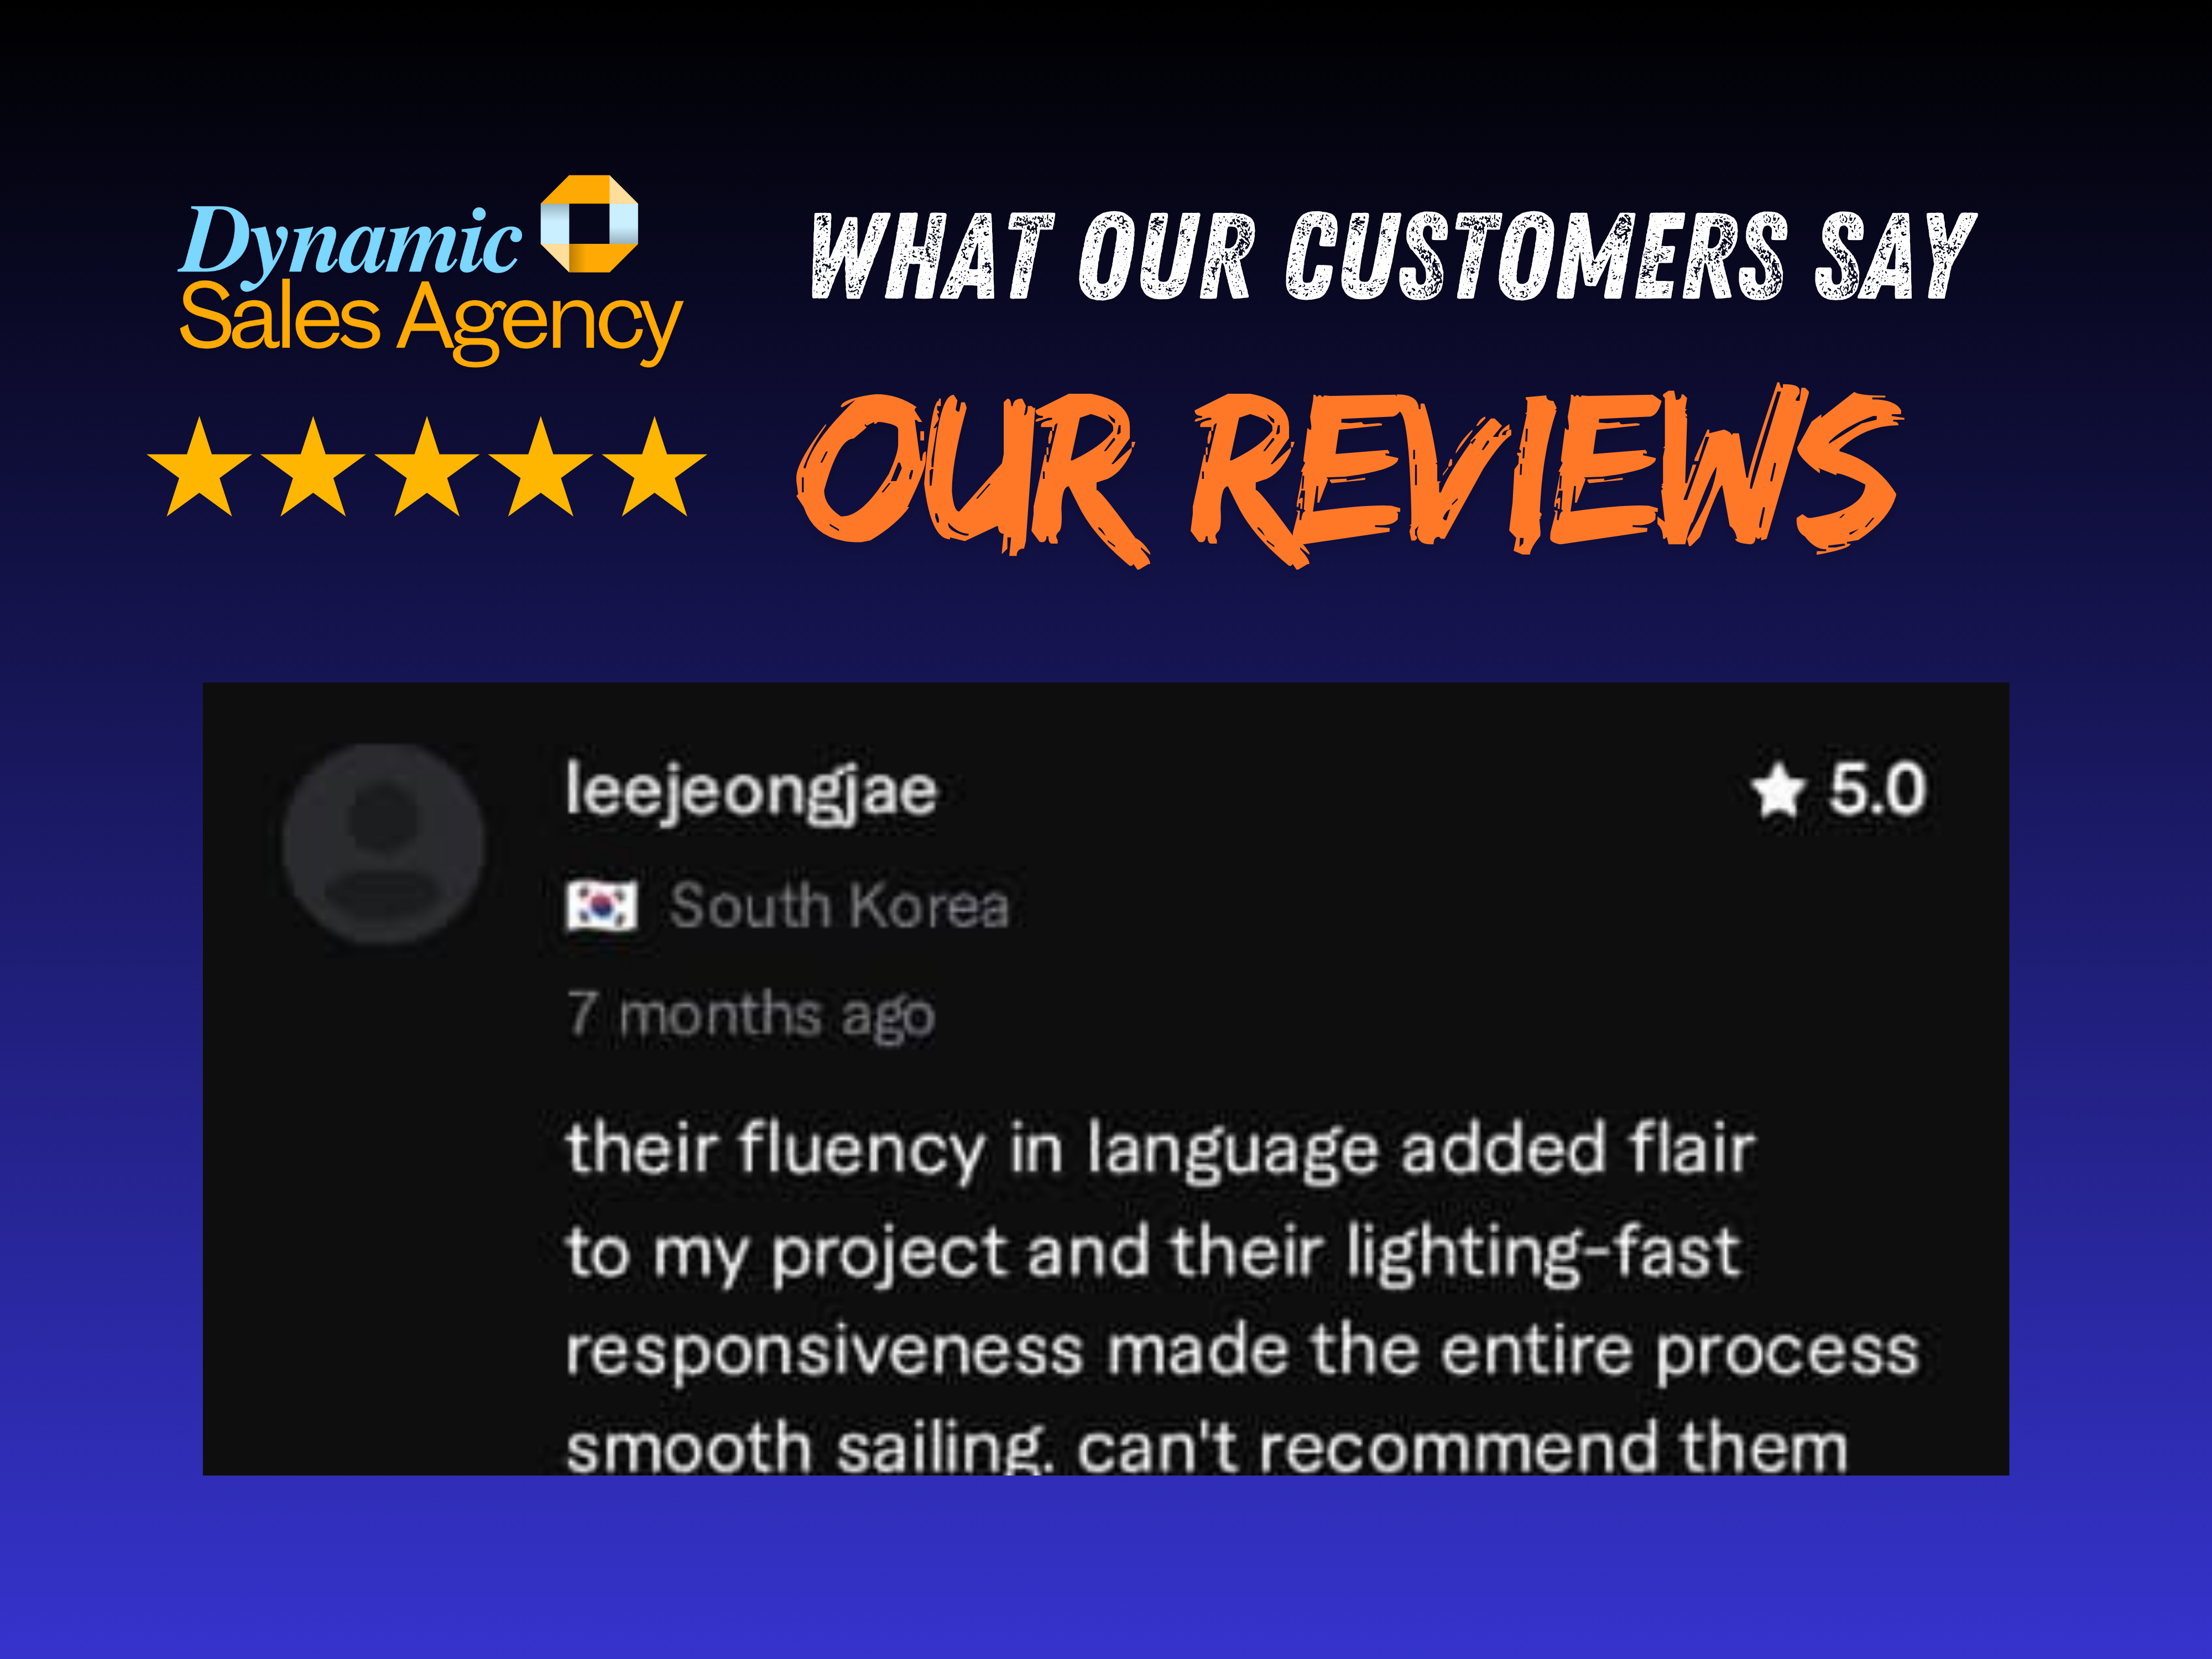 Dynamic
Sales Agency
WHAT OUR CUSTOMERS SAY
OUR REVIEWS
leejeongjae
5.0
South Korea
7 months ago
their fluency in language added flair
to my project and their lighting-fast
responsiveness made the entire process
smooth sailing. can't recommend them